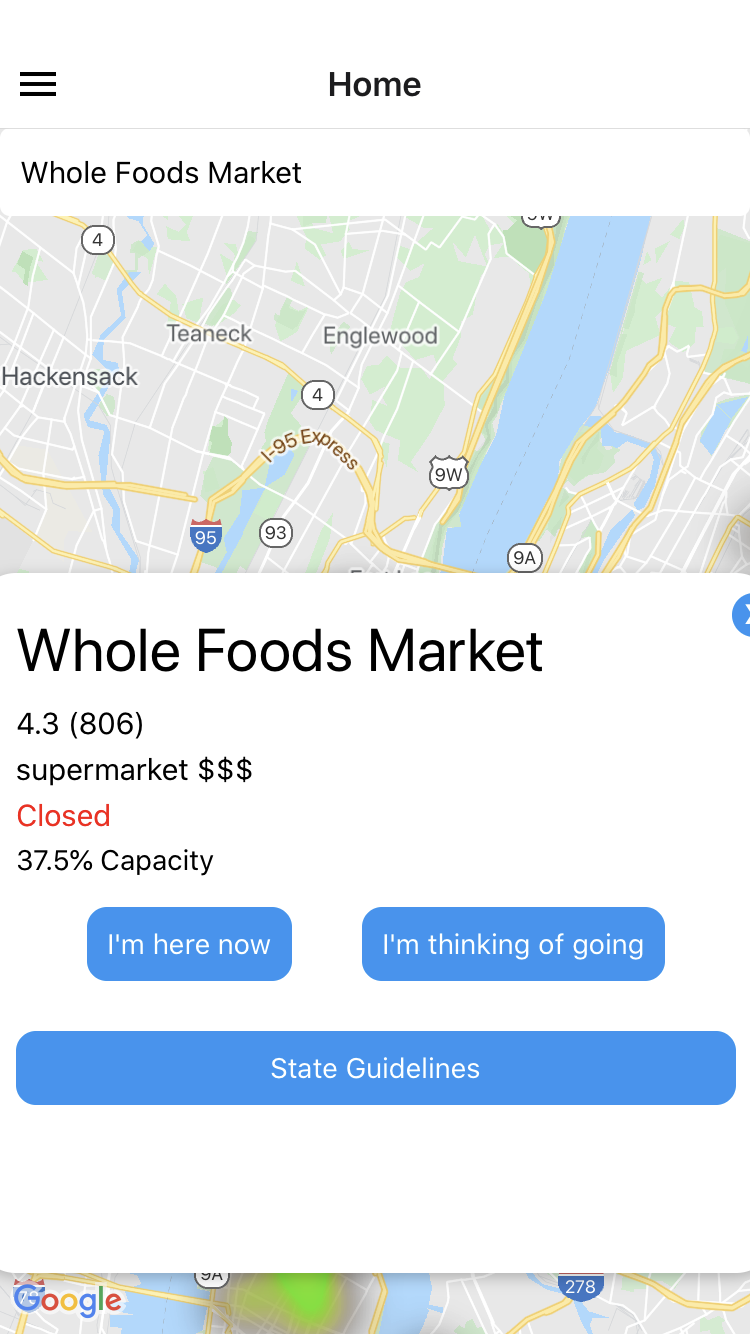 Home
Whole Foods Market
9W
4
Teaneck
Englewood
Hackensack
4
I-95 Express
9W
95
93
9A
Whole Foods Market
4.3 (806)
supermarket $$$
Closed
37.5% Capacity
I'm here now
I'm thinking of going
State Guidelines
9A
278
Google